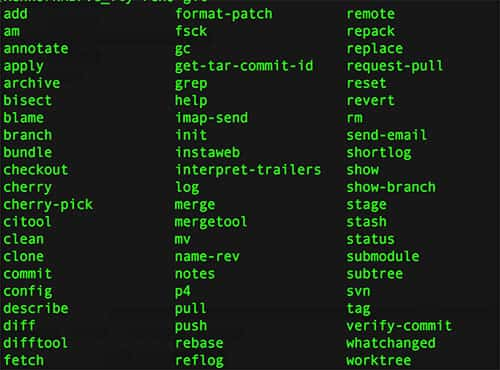 add format-patch remote
am fsck repack
annotate gc replace
apply get-tar-commit-id request-pull
archive grep reset
bisect help revert
blame imap-send rm
branch init send-email
bundle instaweb shortlog
checkout interpret-trailers show
cherry log show-branch
cherry-pick merge stage
citool mergetool stash
clean mv status
clone name-rev submodule
commit notes subtree
config p4 svn
describe pull tag
diff push verify-commit
difftool rebase whatchanged
fetch reflog worktree